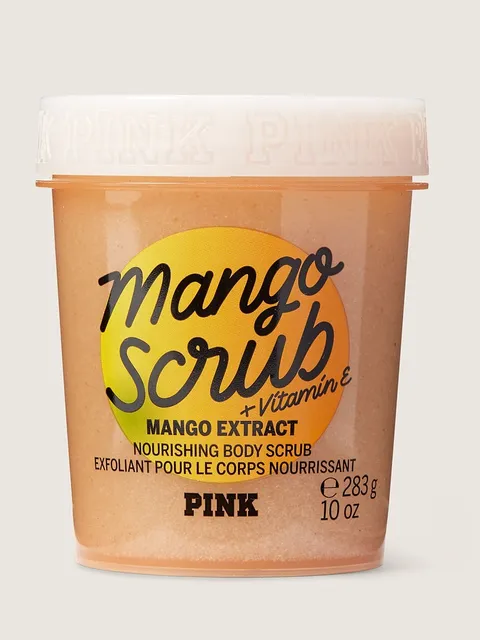 PINK PINK
Mango
Scrub
+ Vitamin E
MANGO EXTRACT
NOURISHING BODY SCRUB
EXFOLIANT POUR LE CORPS NOURRISSANT
PINK
℮ 283 g
10 oz